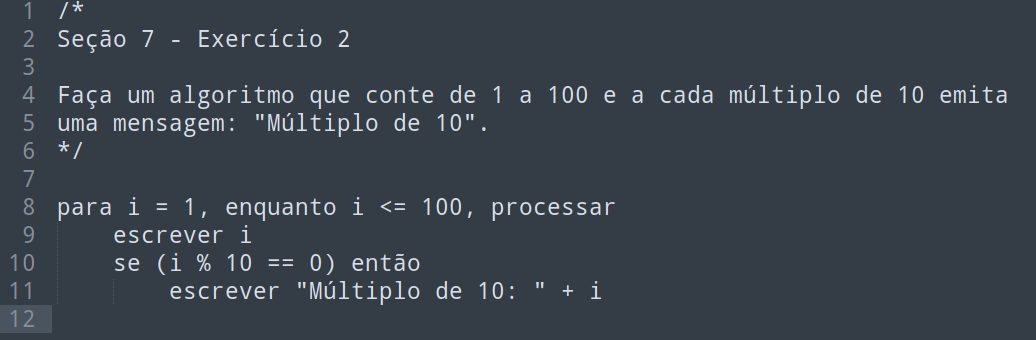 1 /*
2 Seção 7 - Exercício 2
3
4 Faça um algoritmo que conte de 1 a 100 e a cada múltiplo de 10 emita
5 uma mensagem: "Múltiplo de 10".
6 */
7
8 para i = 1, enquanto i <= 100, processar
9     escrever i
10     se (i % 10 == 0) então
11         escrever "Múltiplo de 10: " + i
12